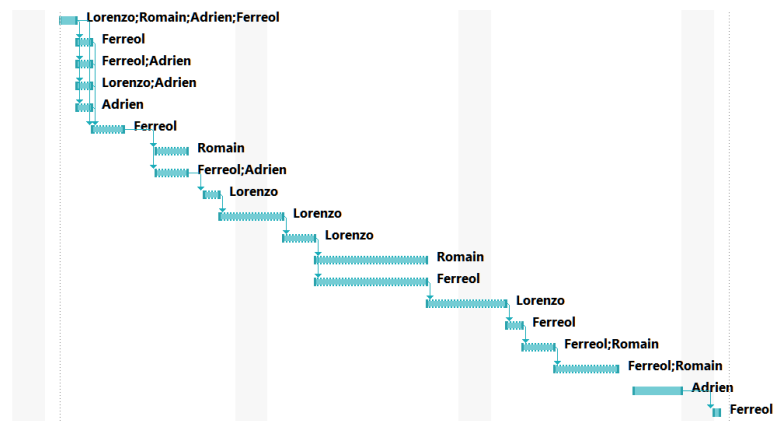 Lorenzo;Romain;Adrien;Ferreol
Ferreol
Ferreol;Adrien
Lorenzo;Adrien
Adrien
Ferreol
Romain
Ferreol;Adrien
Lorenzo
Lorenzo
Lorenzo
Romain
Ferreol
Lorenzo
Ferreol
Ferreol;Romain
Ferreol;Romain
Adrien
Ferreol